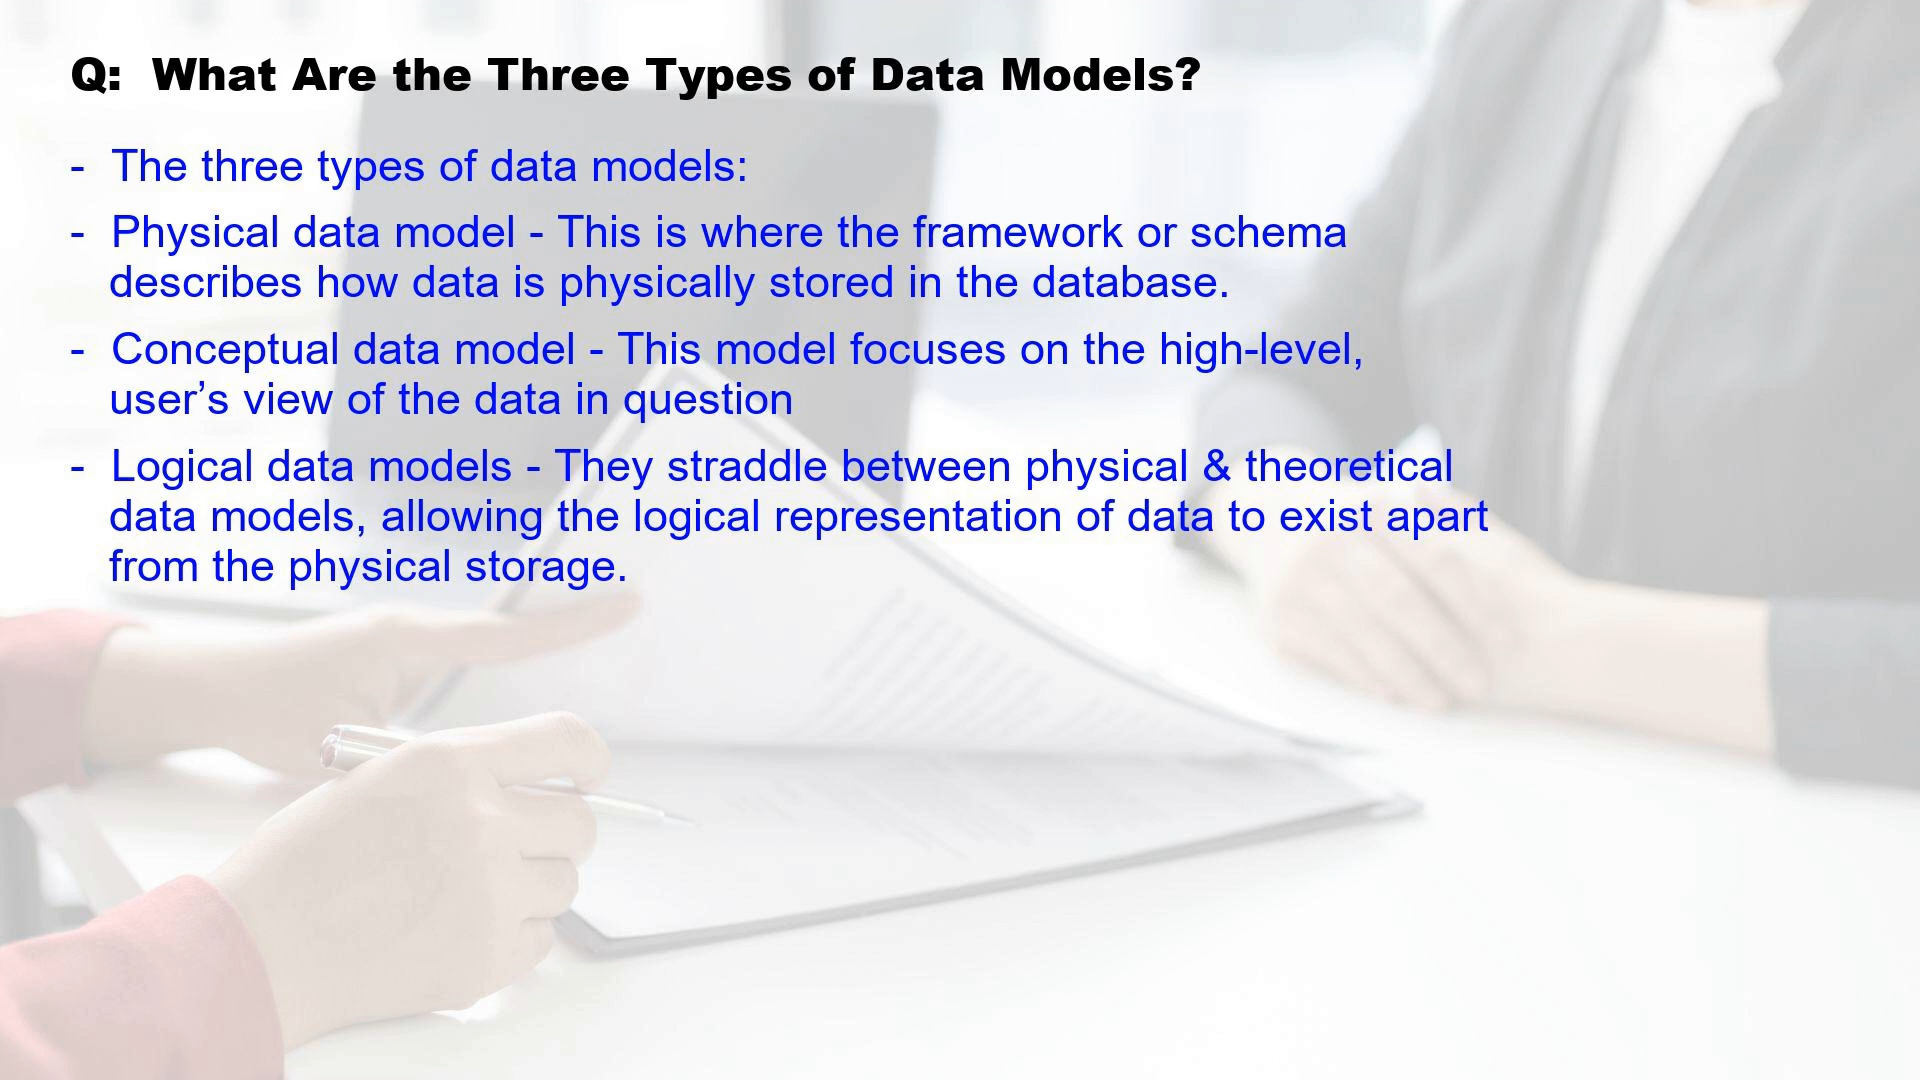 Q:  What Are the Three Types of Data Models?
-  The three types of data models:
-  Physical data model - This is where the framework or schema
describes how data is physically stored in the database.
-  Conceptual data model - This model focuses on the high-level,
user’s view of the data in question
-  Logical data models - They straddle between physical & theoretical
data models, allowing the logical representation of data to exist apart
from the physical storage.